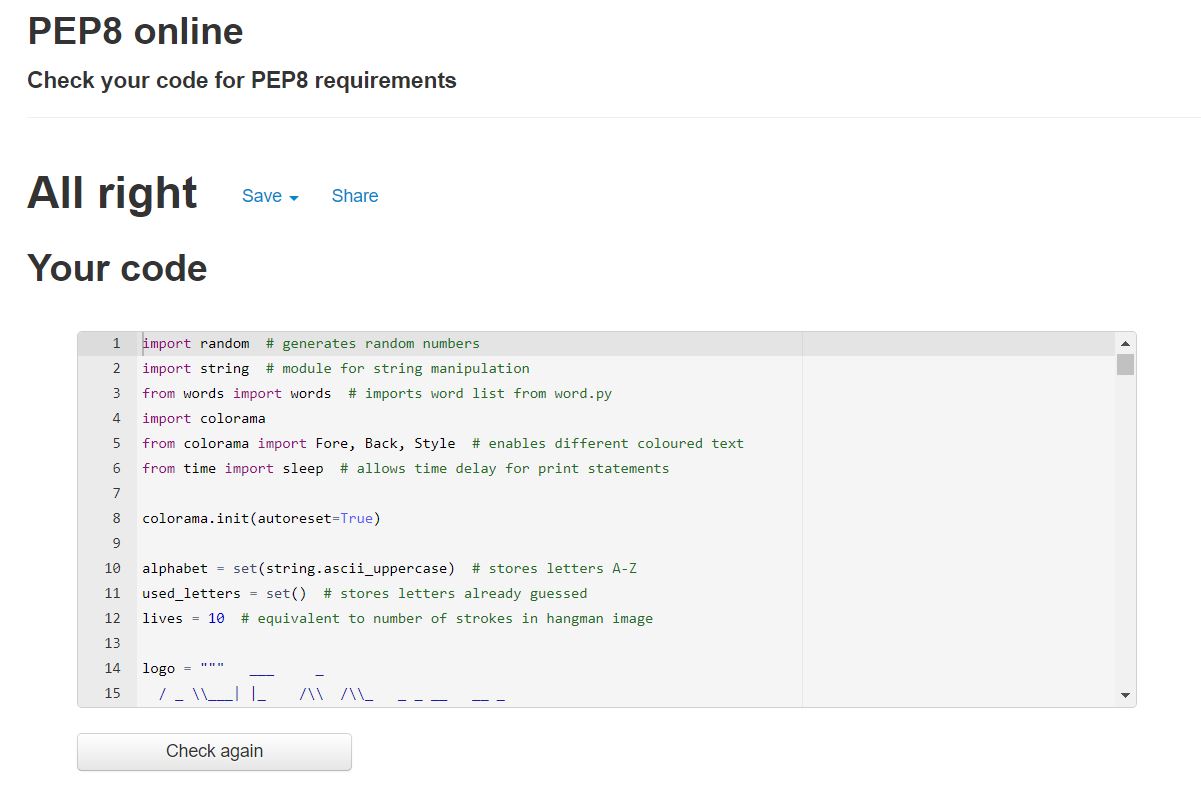 PEP8 online
Check your code for PEP8 requirements
All right Save Share
Your code
1 import random  # generates random numbers
2 import string  # module for string manipulation
3 from words import words  # imports word list from word.py
4 import colorama
5 from colorama import Fore, Back, Style  # enables different coloured text
6 from time import sleep  # allows time delay for print statements
7
8 colorama.init(autoreset=True)
9
10 alphabet = set(string.ascii_uppercase)  # stores letters A-Z
11 used_letters = set()  # stores letters already guessed
12 lives = 10  # equivalent to number of strokes in hangman image
13
14 logo = """   ___     _
15   / _ \\___| |_    /\\  /\\_   _ _ __   __ _
Check again